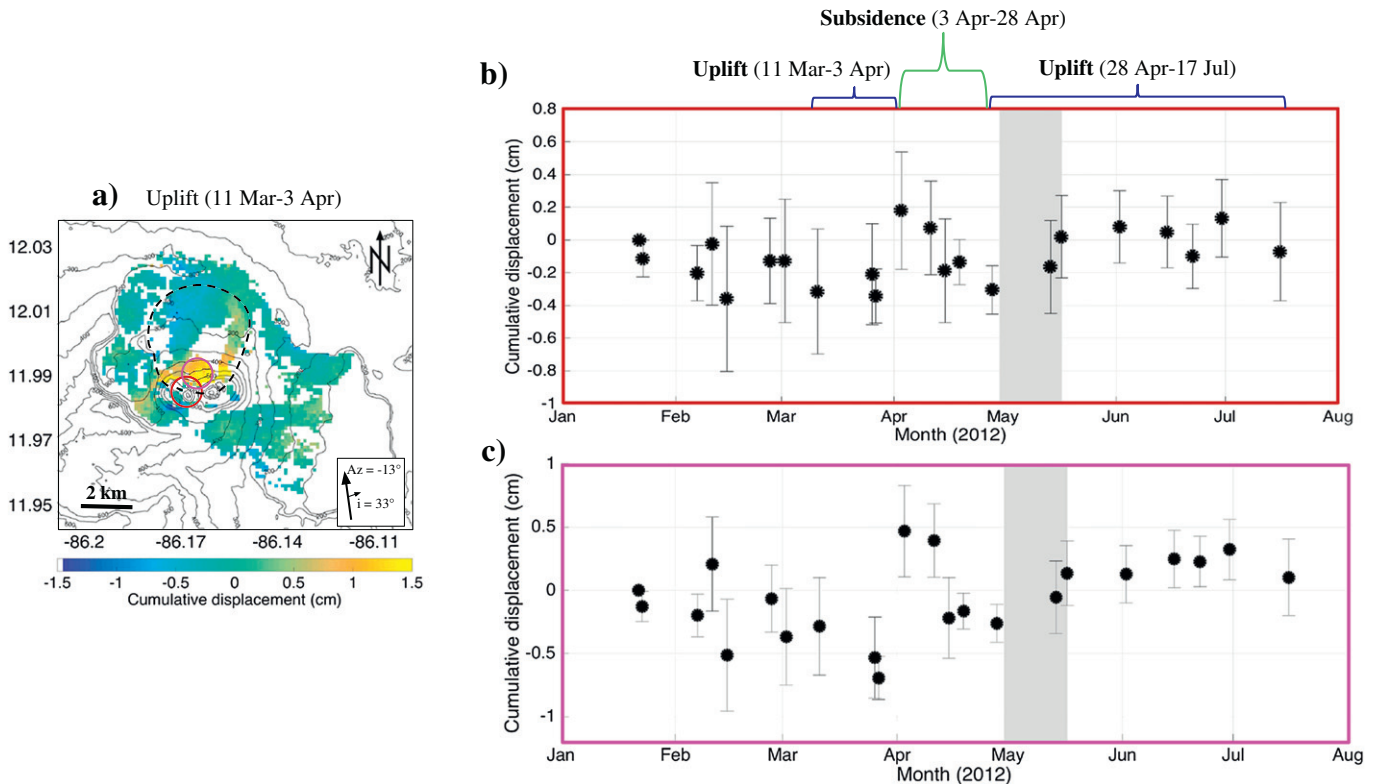 Subsidence (3 Apr-28 Apr)
b) Uplift (11 Mar-3 Apr) Uplift (28 Apr-17 Jul)
a) Uplift (11 Mar-3 Apr)
12.03
12.01
11.99
11.97
11.95
N
2 km
Az = -13°
i = 33°
-86.2 -86.17 -86.14 -86.11
-1.5 -1 -0.5 0 0.5 1 1.5
Cumulative displacement (cm)
Cumulative displacement (cm)
0.8
0.6
0.4
0.2
0
-0.2
-0.4
-0.6
-0.8
-1
Jan Feb Mar Apr May Jun Jul Aug
Month (2012)
c)
Cumulative displacement (cm)
1
0.5
0
-0.5
-1
Jan Feb Mar Apr May Jun Jul Aug
Month (2012)